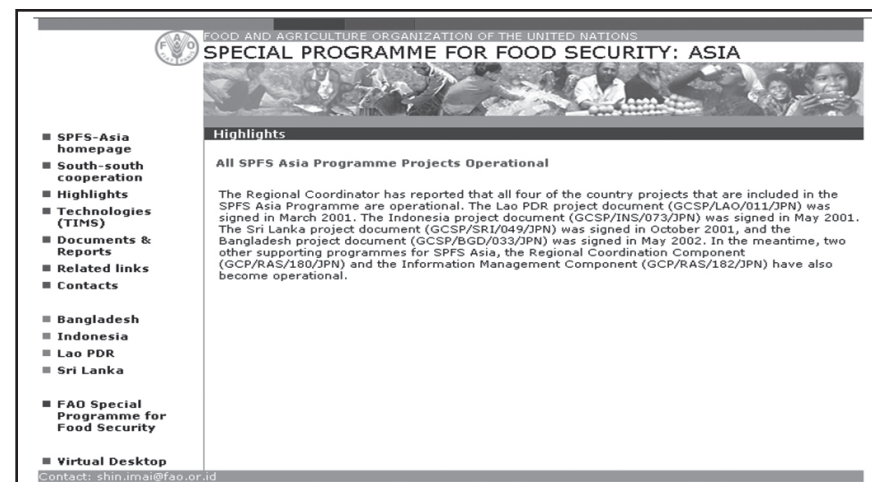 FOOD AND AGRICULTURE ORGANIZATION OF THE UNITED NATIONS
SPECIAL PROGRAMME FOR FOOD SECURITY: ASIA
FAO
FIAT PANIS
SPFS-Asia
homepage
South-south
cooperation
Highlights
Technologies
(TIMS)
Documents &
Reports
Related links
Contacts
Bangladesh
Indonesia
Lao PDR
Sri Lanka
FAO Special
Programme for
Food Security
Virtual Desktop
Highlights
All SPFS Asia Programme Projects Operational
The Regional Coordinator has reported that all four of the country projects that are included in the
SPFS Asia Programme are operational. The Lao PDR project document (GCSP/LAO/011/JPN) was
signed in March 2001. The Indonesia project document (GCSP/INS/073/JPN) was signed in May 2001.
The Sri Lanka project document (GCSP/SRI/049/JPN) was signed in October 2001, and the
Bangladesh project document (GCSP/BGD/033/JPN) was signed in May 2002. In the meantime, two
other supporting programmes for SPFS Asia, the Regional Coordination Component
(GCP/RAS/180/JPN) and the Information Management Component (GCP/RAS/182/JPN) have also
become operational.
Contact: shin.imai@fao.or.id